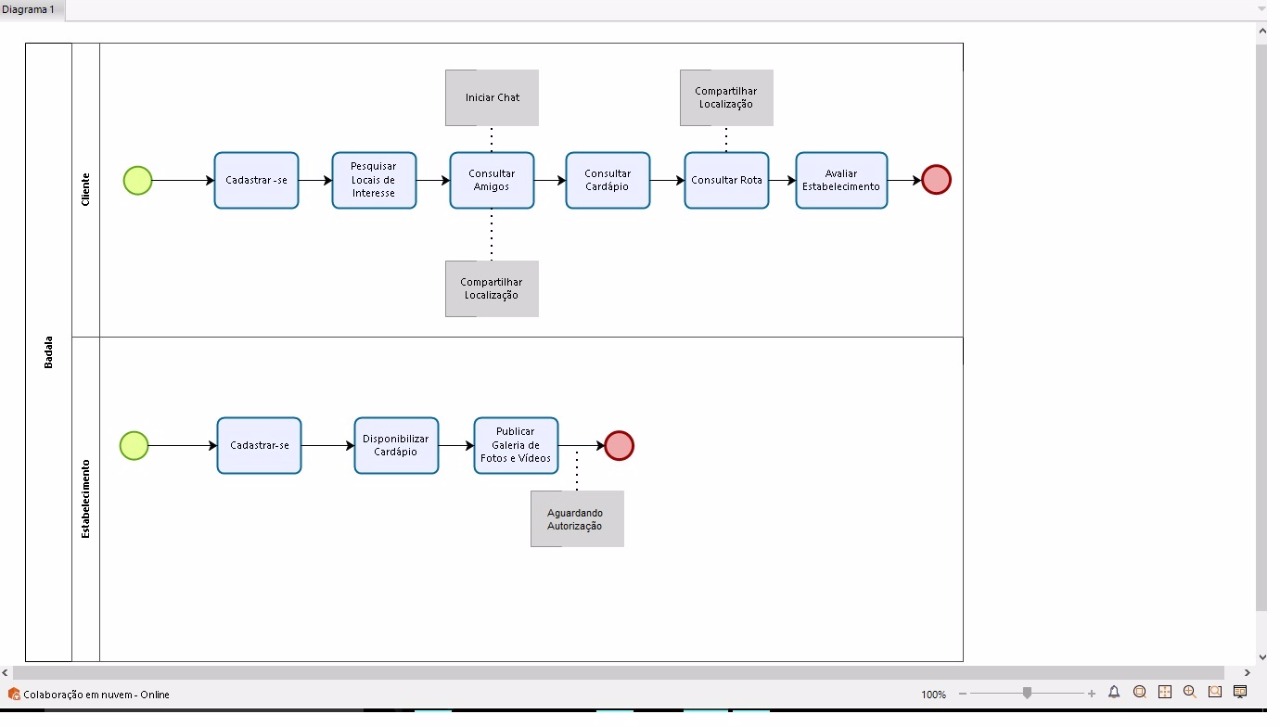 Diagrama 1
Badala
Cliente
Iniciar Chat
Compartilhar
Localização
Cadastrar -se
Pesquisar
Locais de
Interesse
Consultar
Amigos
Consultar
Cardápio
Consultar Rota
Avaliar
Estabelecimento
Compartilhar
Localização
Estabelecimento
Cadastrar-se
Disponibilizar
Cardápio
Publicar
Galeria de
Fotos e Vídeos
Aguardando
Autorização
Colaboração em nuvem - Online
100%